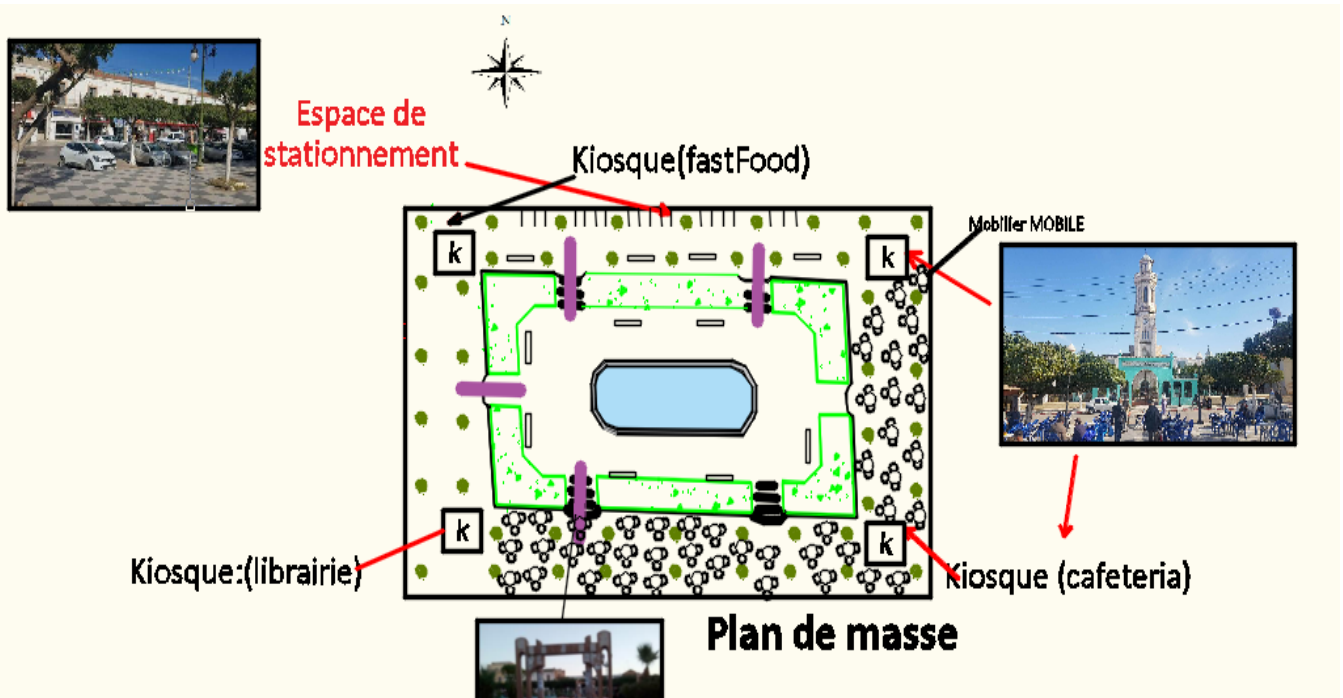 N
Espace de
stationnement
Kiosque(fastFood)
Mobilier MOBILE
k
k
k
k
Kiosque:(librairie)
Kiosque (cafeteria)
Plan de masse